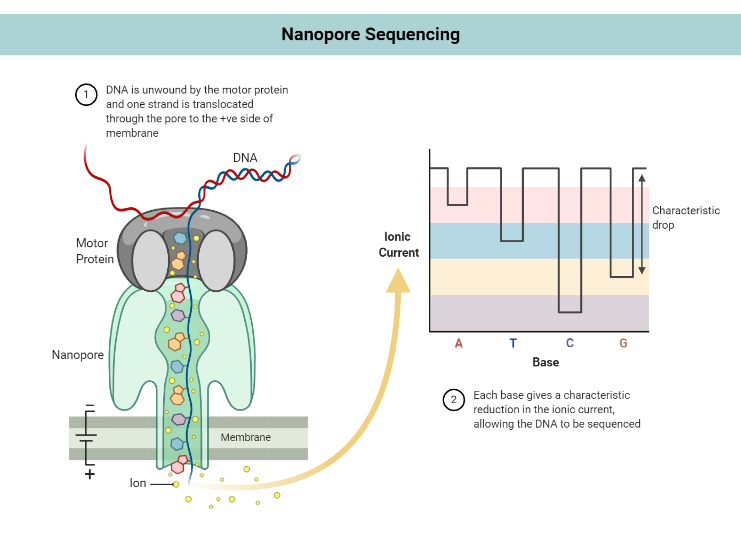 Nanopore Sequencing
1
DNA is unwound by the motor protein
and one strand is translocated
through the pore to the +ve side of
membrane
DNA
Motor
Protein
Nanopore
Membrane
−
+
Ion
Ionic
Current
Characteristic
drop
A T C G
Base
2
Each base gives a characteristic
reduction in the ionic current,
allowing the DNA to be sequenced